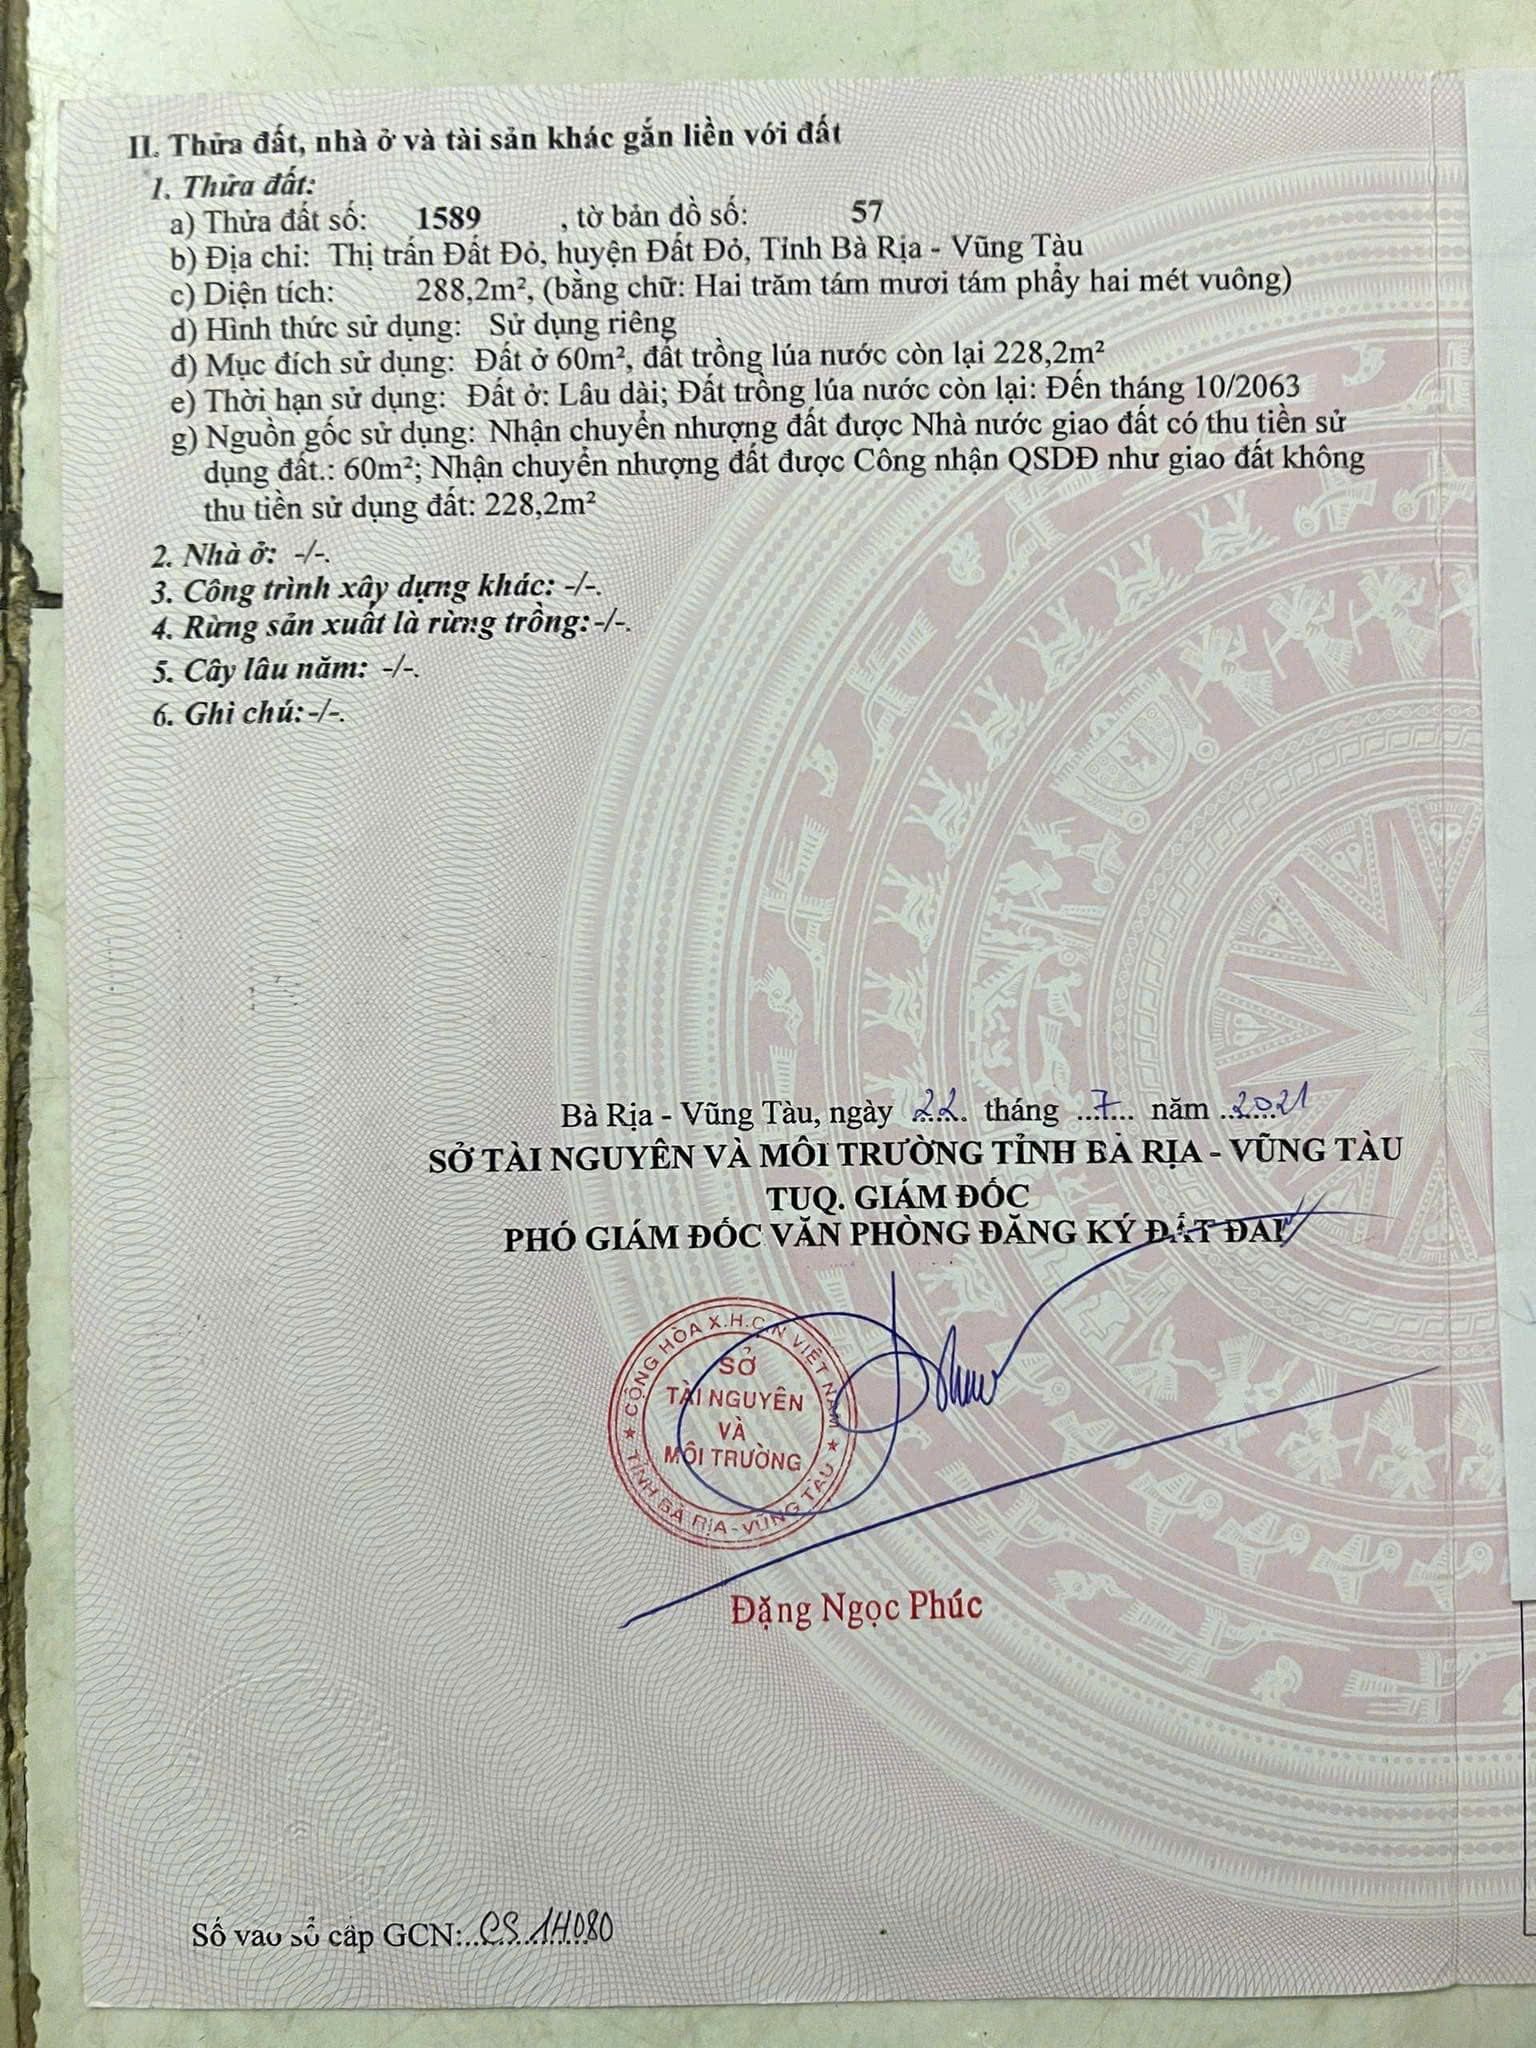 II. Thửa đất, nhà ở và tài sản khác gắn liền với đất
1. Thửa đất:
a) Thửa đất số: 1589 , tờ bản đồ số: 57
b) Địa chỉ: Thị trấn Đất Đỏ, huyện Đất Đỏ, Tỉnh Bà Rịa - Vũng Tàu
c) Diện tích: 288,2m², (bằng chữ: Hai trăm tám mươi tám phẩy hai mét vuông)
d) Hình thức sử dụng: Sử dụng riêng
đ) Mục đích sử dụng: Đất ở 60m², đất trồng lúa nước còn lại 228,2m²
e) Thời hạn sử dụng: Đất ở: Lâu dài; Đất trồng lúa nước còn lại: Đến tháng 10/2063
g) Nguồn gốc sử dụng: Nhận chuyển nhượng đất được Nhà nước giao đất có thu tiền sử
dụng đất.: 60m²; Nhận chuyển nhượng đất được Công nhận QSDĐ như giao đất không
thu tiền sử dụng đất: 228,2m²
2. Nhà ở: -/-.
3. Công trình xây dựng khác: -/-.
4. Rừng sản xuất là rừng trồng:-/-.
5. Cây lâu năm: -/-.
6. Ghi chú:-/-.
Bà Rịa - Vũng Tàu, ngày 22 tháng 7 năm 2021
SỞ TÀI NGUYÊN VÀ MÔI TRƯỜNG TỈNH BÀ RỊA - VŨNG TÀU
TUQ. GIÁM ĐỐC
PHÓ GIÁM ĐỐC VĂN PHÒNG ĐĂNG KÝ ĐẤT ĐAI
CỘNG HÒA X.H.C.N VIỆT NAM
SỞ
TÀI NGUYÊN
VÀ
MÔI TRƯỜNG
TỈNH BÀ RỊA - VŨNG TÀU
Đặng Ngọc Phúc
Số vào sổ cấp GCN: CS 14080